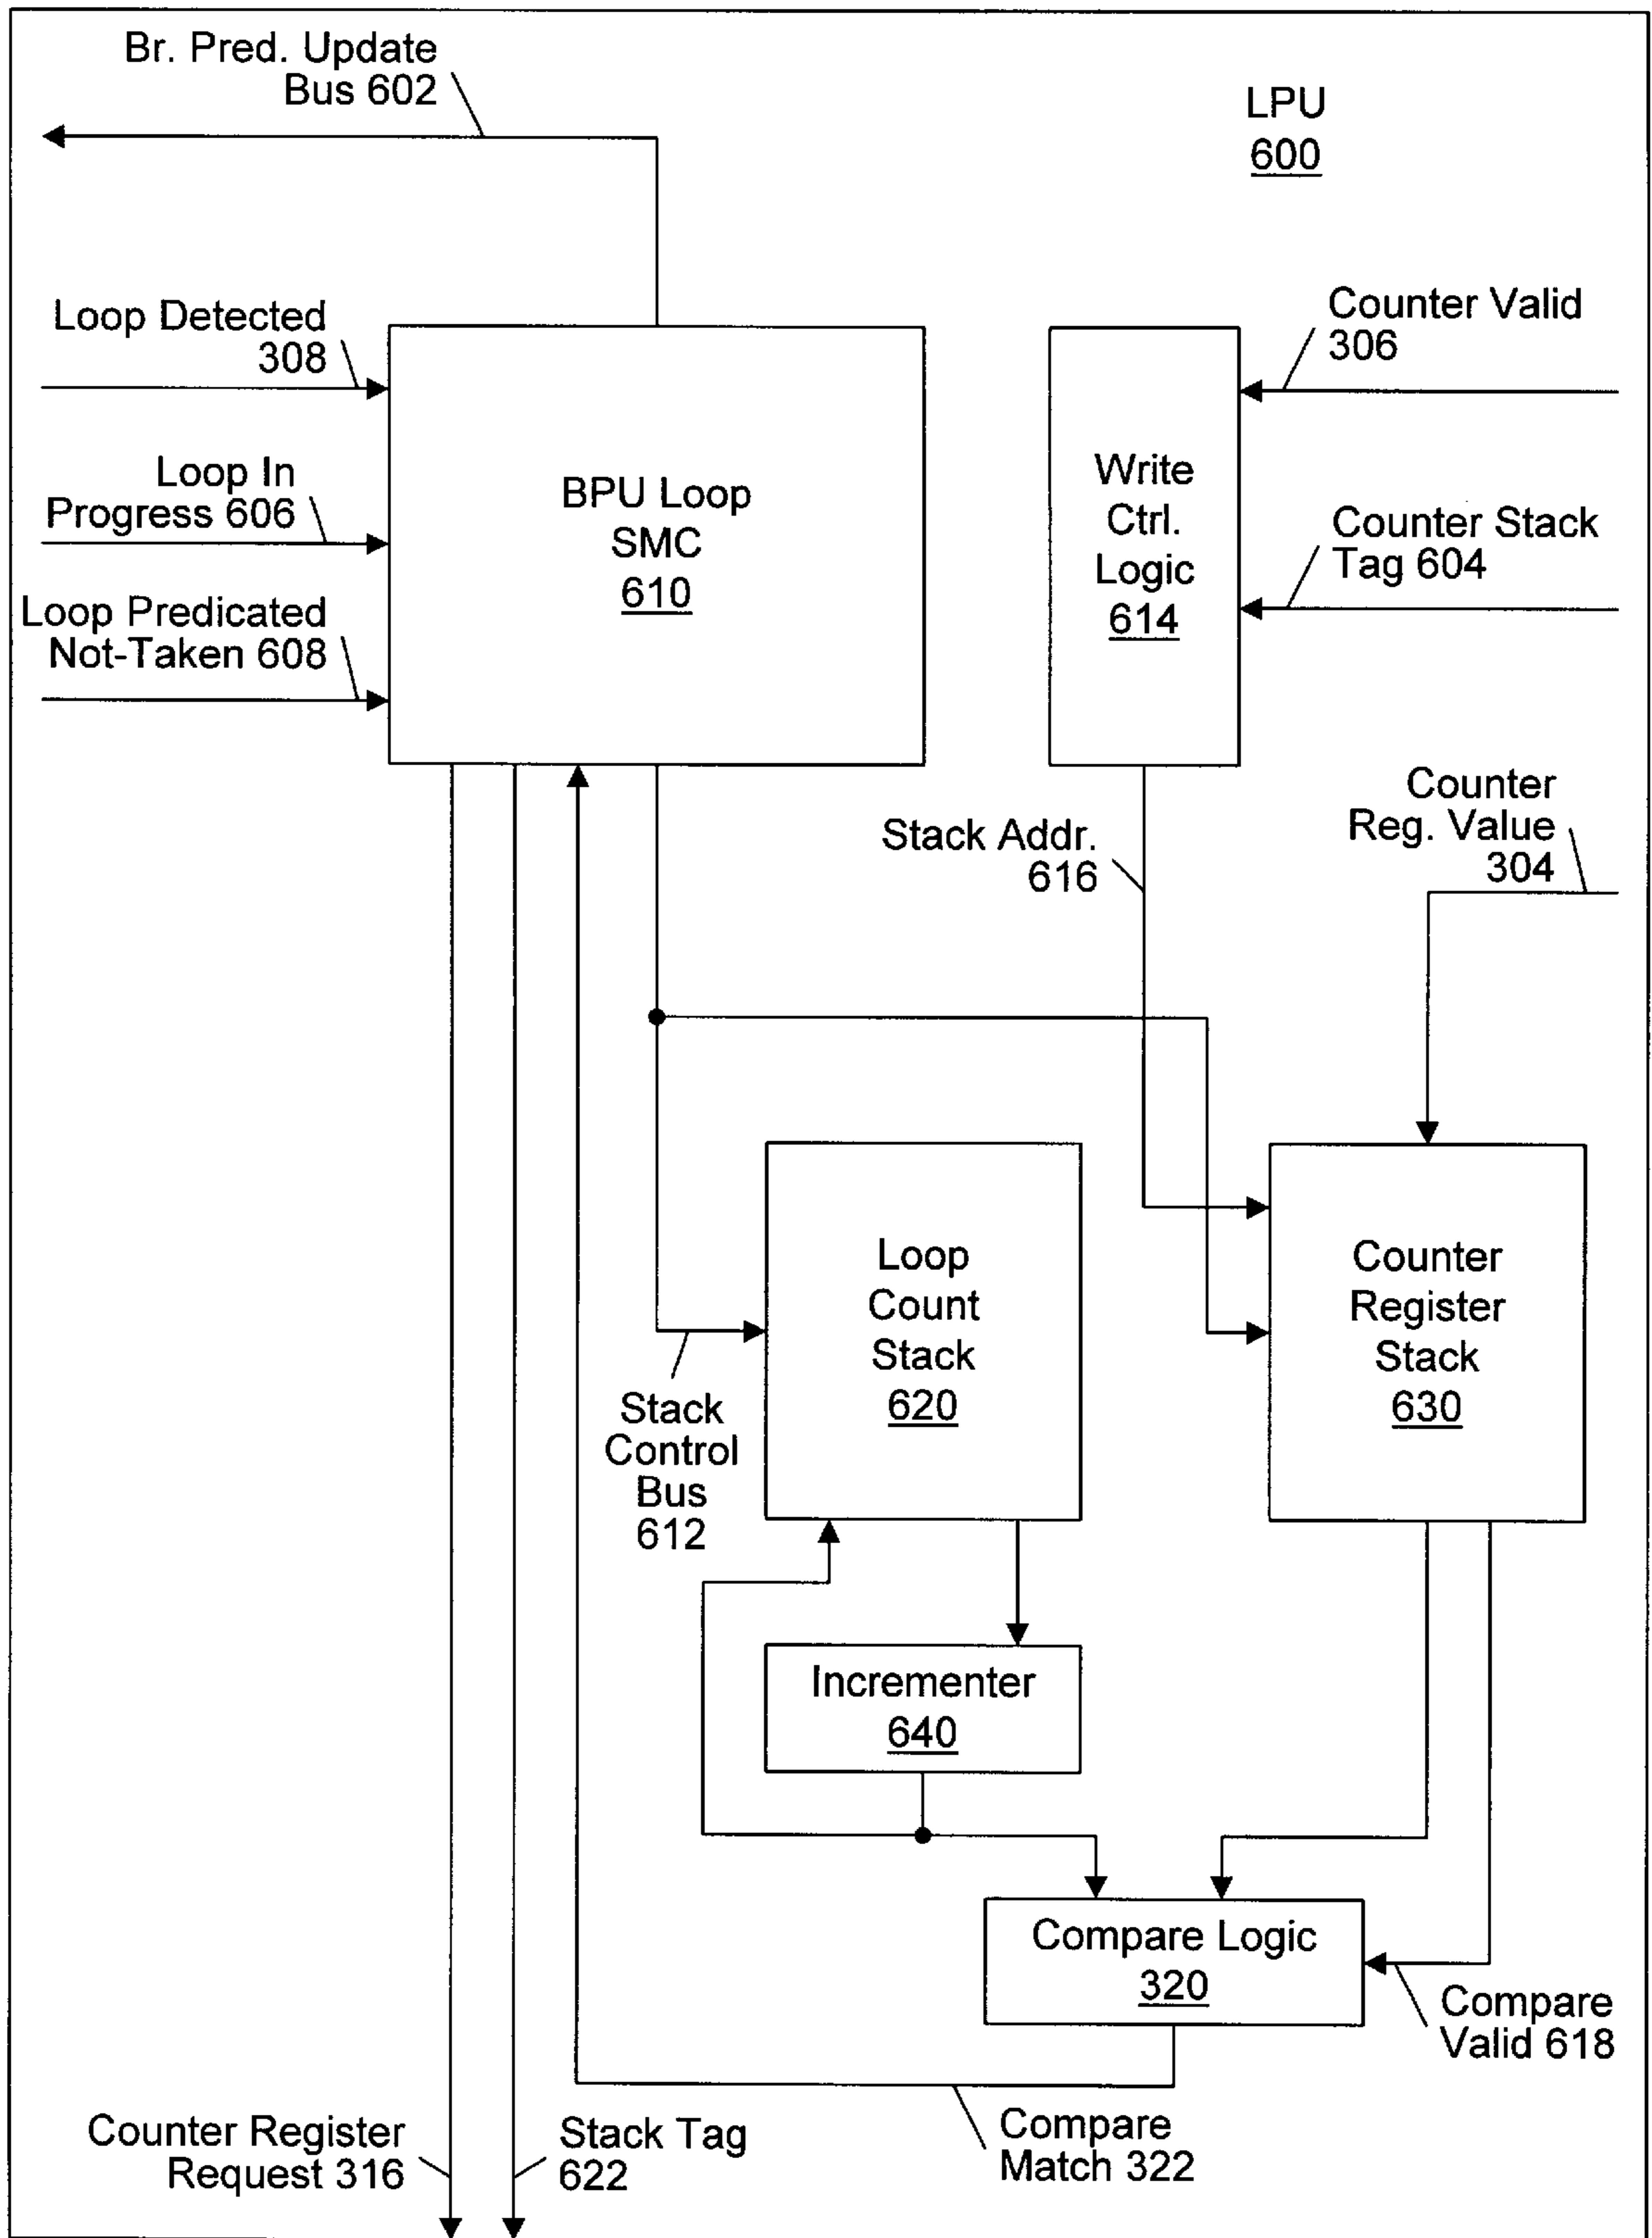 Br. Pred. Update
Bus 602
LPU
600
Loop Detected
308
Counter Valid
306
Loop In
Progress 606
BPU Loop
SMC
610
Write
Ctrl.
Logic
614
Counter Stack
Tag 604
Loop Predicated
Not-Taken 608
Counter
Reg. Value
304
Stack Addr.
616
Loop
Count
Stack
620
Counter
Register
Stack
630
Stack
Control
Bus
612
Incrementer
640
Compare Logic
320
Compare
Valid 618
Counter Register
Request 316
Stack Tag
622
Compare
Match 322